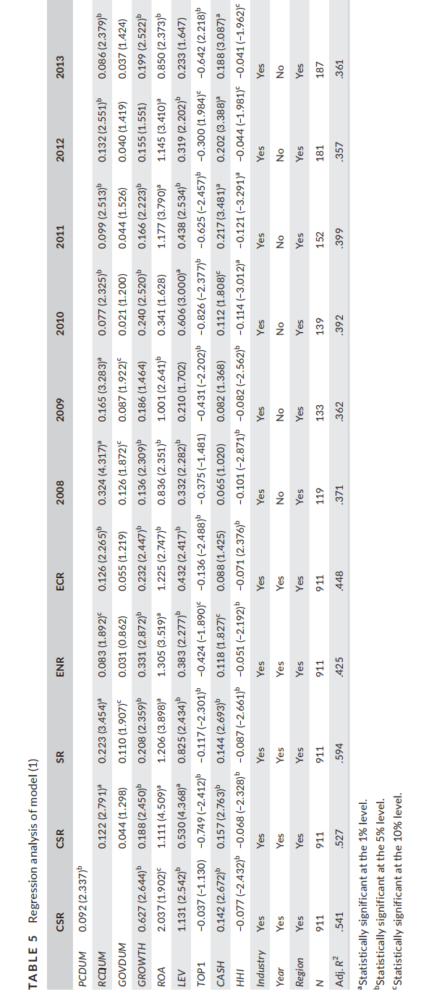 TABLE 5 Regression analysis of model (1)
CSR CSR SR ENR ECR 2008 2009 2010 2011 2012 2013
PCDUM 0.092 (2.337)ᵇ
RCDUM 0.122 (2.791)ᵃ 0.223 (3.454)ᵃ 0.083 (1.892)ᶜ 0.126 (2.265)ᵇ 0.324 (4.317)ᵃ 0.165 (3.283)ᵃ 0.077 (2.325)ᵇ 0.099 (2.513)ᵇ 0.132 (2.551)ᵇ 0.086 (2.379)ᵇ
GOVDUM 0.044 (1.298) 0.110 (1.907)ᶜ 0.031 (0.862) 0.055 (1.219) 0.126 (1.872)ᶜ 0.087 (1.922)ᶜ 0.021 (1.200) 0.044 (1.526) 0.040 (1.419) 0.037 (1.424)
GROWTH 0.627 (2.644)ᵇ 0.188 (2.450)ᵇ 0.208 (2.359)ᵇ 0.331 (2.872)ᵇ 0.232 (2.447)ᵇ 0.136 (2.309)ᵇ 0.186 (1.464) 0.240 (2.520)ᵇ 0.166 (2.223)ᵇ 0.155 (1.551) 0.199 (2.522)ᵇ
ROA 2.037 (1.902)ᶜ 1.111 (4.509)ᵃ 1.206 (3.898)ᵃ 1.305 (3.519)ᵃ 1.225 (2.747)ᵇ 0.836 (2.351)ᵇ 1.001 (2.641)ᵇ 0.341 (1.628) 1.177 (3.790)ᵃ 1.145 (3.410)ᵃ 0.850 (2.373)ᵇ
LEV 1.131 (2.542)ᵇ 0.530 (4.368)ᵃ 0.825 (2.434)ᵇ 0.383 (2.277)ᵇ 0.432 (2.417)ᵇ 0.332 (2.282)ᵇ 0.210 (1.702) 0.606 (3.000)ᵃ 0.438 (2.534)ᵇ 0.319 (2.202)ᵇ 0.233 (1.647)
TOP1 −0.037 (−1.130) −0.749 (−2.412)ᵇ −0.117 (−2.301)ᵇ −0.424 (−1.890)ᶜ −0.136 (−2.488)ᵇ −0.375 (−1.481) −0.431 (−2.202)ᵇ −0.826 (−2.377)ᵇ −0.625 (−2.457)ᵇ −0.300 (1.984)ᶜ −0.642 (2.218)ᵇ
CASH 0.142 (2.672)ᵇ 0.157 (2.763)ᵇ 0.144 (2.693)ᵇ 0.118 (1.827)ᶜ 0.088 (1.425) 0.065 (1.020) 0.082 (1.368) 0.112 (1.808)ᶜ 0.217 (3.481)ᵃ 0.202 (3.388)ᵃ 0.188 (3.087)ᵃ
HHI −0.077 (−2.432)ᵇ −0.068 (−2.328)ᵇ −0.087 (−2.661)ᵇ −0.051 (−2.192)ᵇ −0.071 (2.376)ᵇ −0.101 (−2.871)ᵇ −0.082 (−2.562)ᵇ −0.114 (−3.012)ᵃ −0.121 (−3.291)ᵃ −0.044 (−1.981)ᶜ −0.041 (−1.962)ᶜ
Industry Yes Yes Yes Yes Yes Yes Yes Yes Yes Yes Yes
Year Yes Yes Yes Yes Yes No No No No No No
Region Yes Yes Yes Yes Yes Yes Yes Yes Yes Yes Yes
N 911 911 911 911 911 119 133 139 152 181 187
Adj. R² .541 .527 .594 .425 .448 .371 .362 .392 .399 .357 .361
ᵃStatistically significant at the 1% level.
ᵇStatistically significant at the 5% level.
ᶜStatistically significant at the 10% level.